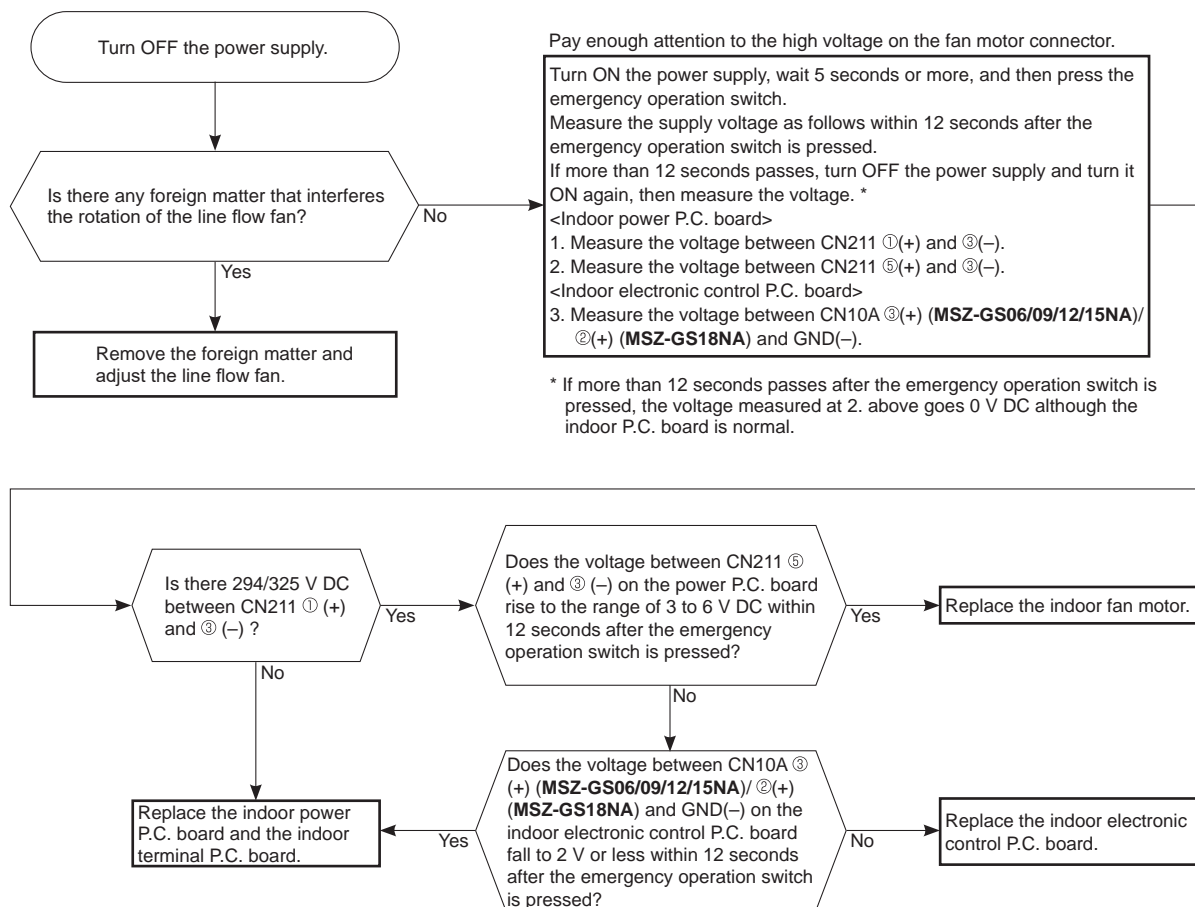 Turn OFF the power supply.
Is there any foreign matter that interferes
the rotation of the line flow fan?
No
Yes
Remove the foreign matter and
adjust the line flow fan.
Pay enough attention to the high voltage on the fan motor connector.
Turn ON the power supply, wait 5 seconds or more, and then press the
emergency operation switch.
Measure the supply voltage as follows within 12 seconds after the
emergency operation switch is pressed.
If more than 12 seconds passes, turn OFF the power supply and turn it
ON again, then measure the voltage. *
<Indoor power P.C. board>
1. Measure the voltage between CN211 ①(+) and ③(–).
2. Measure the voltage between CN211 ⑤(+) and ③(–).
<Indoor electronic control P.C. board>
3. Measure the voltage between CN10A ③(+) (MSZ-GS06/09/12/15NA)/
②(+) (MSZ-GS18NA) and GND(–).
* If more than 12 seconds passes after the emergency operation switch is
pressed, the voltage measured at 2. above goes 0 V DC although the
indoor P.C. board is normal.
Is there 294/325 V DC
between CN211 ① (+)
and ③ (–) ?
Yes
No
Does the voltage between CN211 ⑤
(+) and ③ (–) on the power P.C. board
rise to the range of 3 to 6 V DC within
12 seconds after the emergency
operation switch is pressed?
Yes
No
Replace the indoor fan motor.
Replace the indoor power
P.C. board and the indoor
terminal P.C. board.
Yes
Does the voltage between CN10A ③
(+) (MSZ-GS06/09/12/15NA)/ ②(+)
(MSZ-GS18NA) and GND(–) on the
indoor electronic control P.C. board
fall to 2 V or less within 12 seconds
after the emergency operation switch
is pressed?
No
Replace the indoor electronic
control P.C. board.